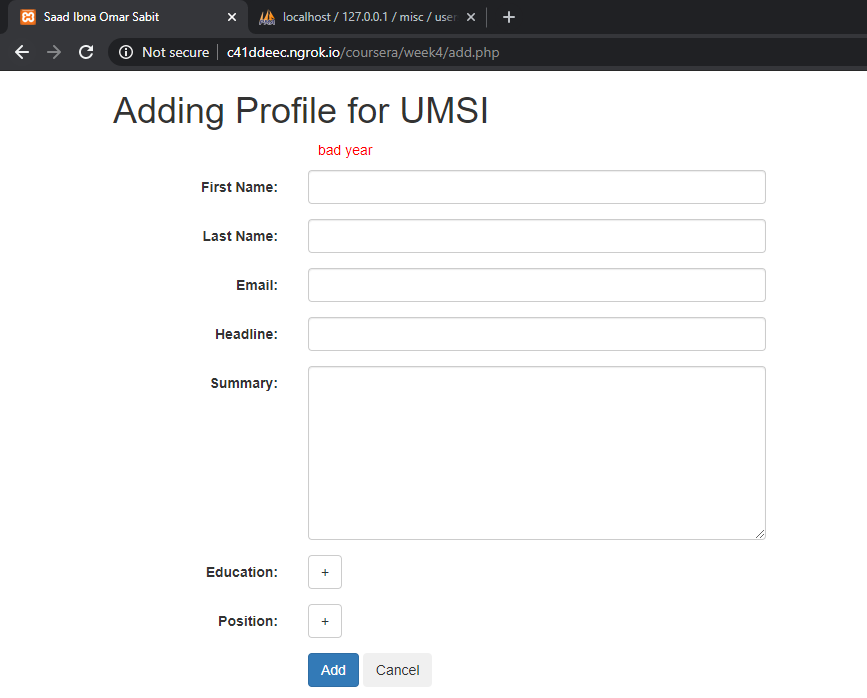 Saad Ibna Omar Sabit
localhost / 127.0.0.1 / misc / user
Not secure c41ddeec.ngrok.io/coursera/week4/add.php
Adding Profile for UMSI
bad year
First Name:
Last Name:
Email:
Headline:
Summary:
Education: +
Position: +
Add Cancel